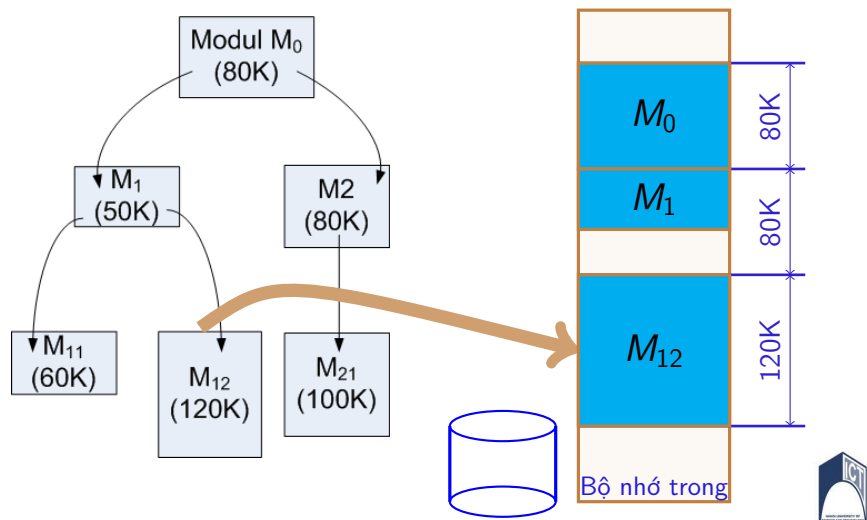 Modul M₀
(80K)
M₁
(50K)
M2
(80K)
M₁₁
(60K)
M₁₂
(120K)
M₂₁
(100K)
M₀
M₁
M₁₂
80K
80K
120K
Bộ nhớ trong
ICT